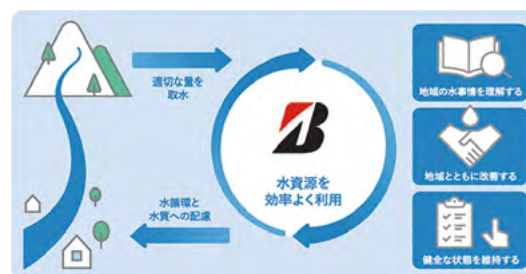 適切な量を
取水
水資源を
効率よく利用
水循環と
水質への配慮
地域の水事情を理解する
地域とともに改善する
健全な状態を維持する